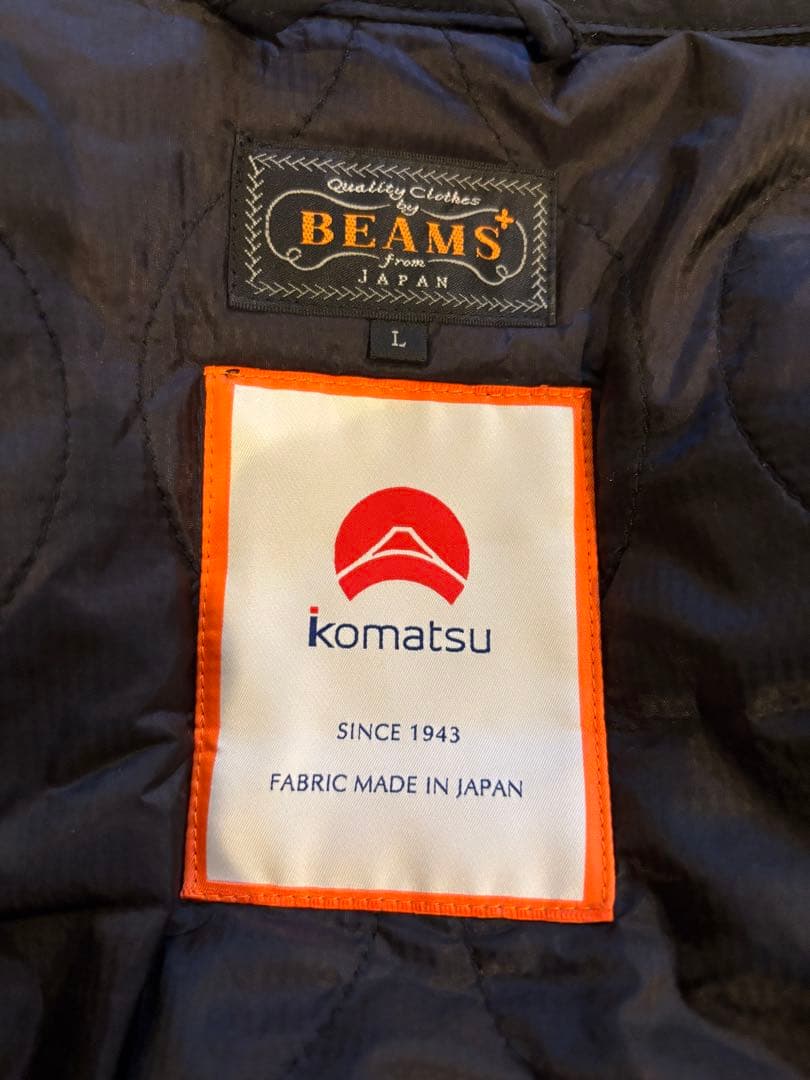 Quality Clothes
by
BEAMS+
from
JAPAN
L
komatsu
SINCE 1943
FABRIC MADE IN JAPAN